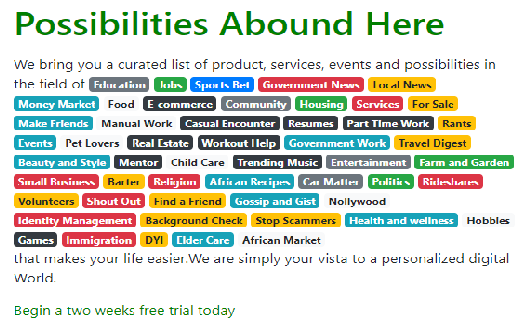 Possibilities Abound Here
We bring you a curated list of product, services, events and possibilities in
the field of Education Jobs Sports Bet Government News Local News
Money Market Food E commerce Community Housing Services For Sale
Make Friends Manual Work Casual Encounter Resumes Part TIme Work Rants
Events Pet Lovers Real Estate Workout Help Government Work Travel Digest
Beauty and Style Mentor Child Care Trending Music Entertainment Farm and Garden
Small Business Barter Religion African Recipes Car Matter Politics Rideshares
Volunteers Shout Out Find a Friend Gossip and Gist Nollywood
Identity Management Background Check Stop Scammers Health and wellness Hobbies
Games Immigration DYI Elder Care African Market
that makes your life easier.We are simply your vista to a personalized digital
World.
Begin a two weeks free trial today